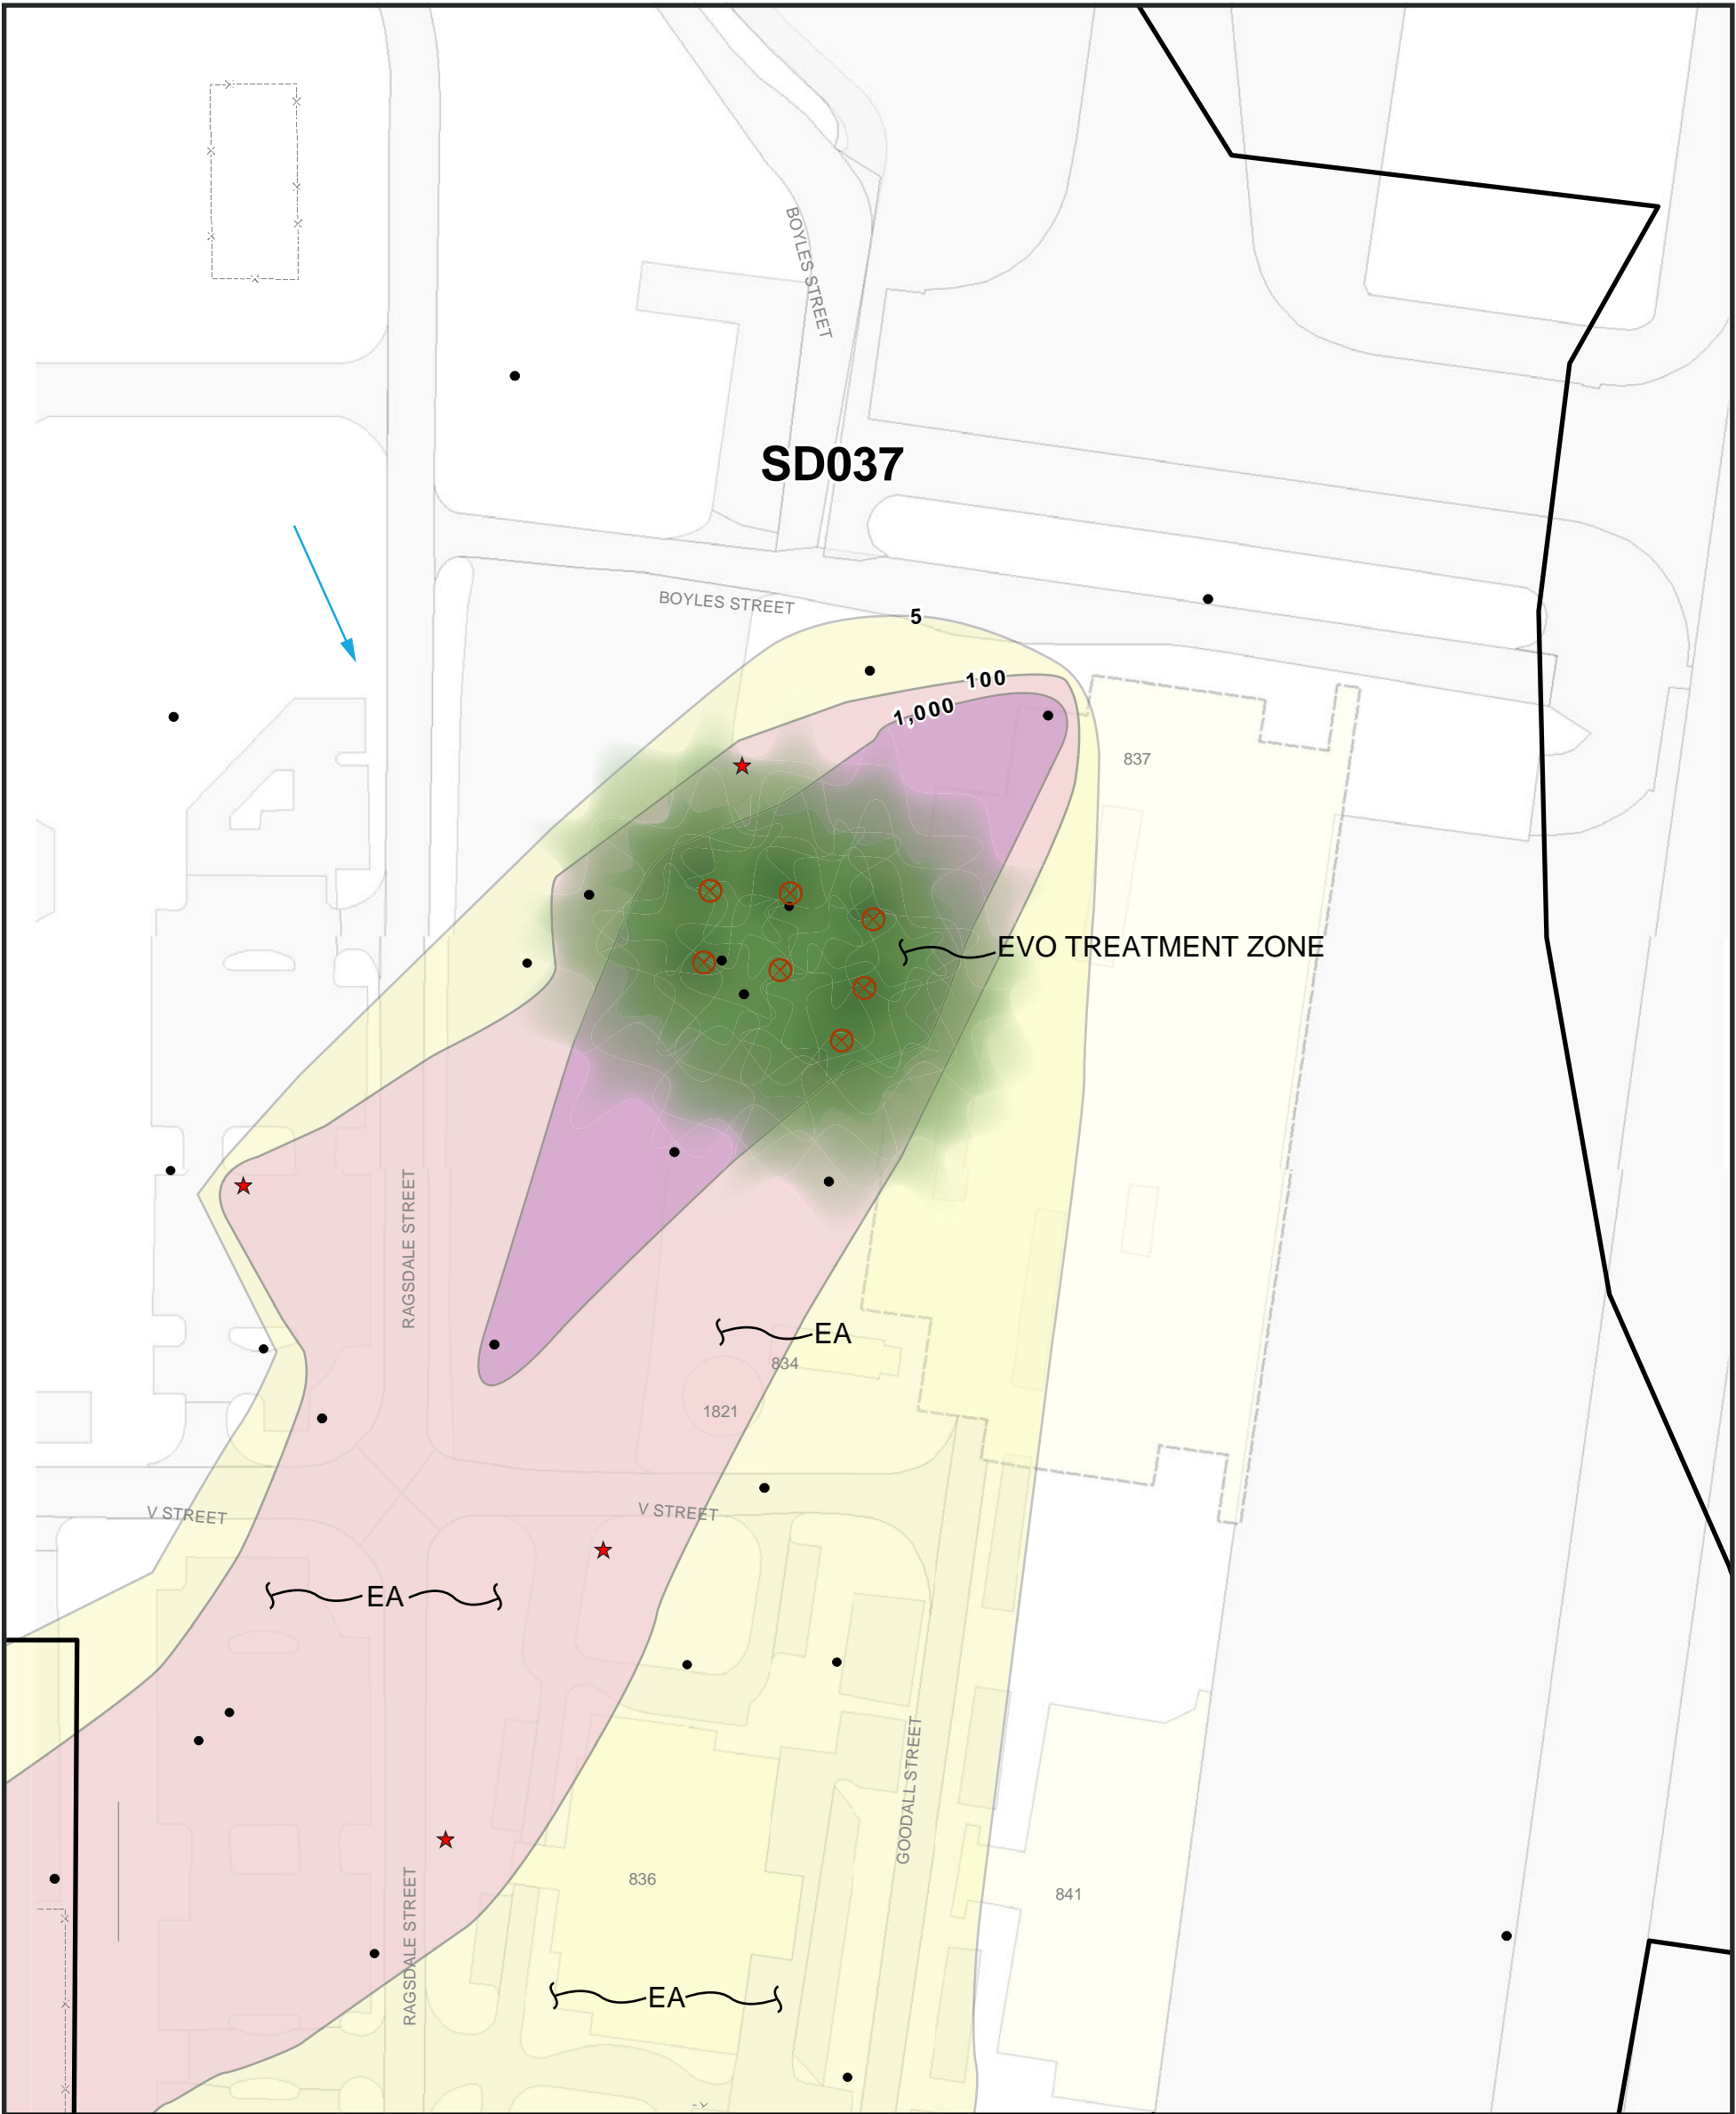 BOYLES STREET
SD037
BOYLES STREET
5
100
1,000
837
EVO TREATMENT ZONE
RAGSDALE STREET
EA
834
1821
V STREET
V STREET
EA
GOODALL STREET
836
841
RAGSDALE STREET
EA